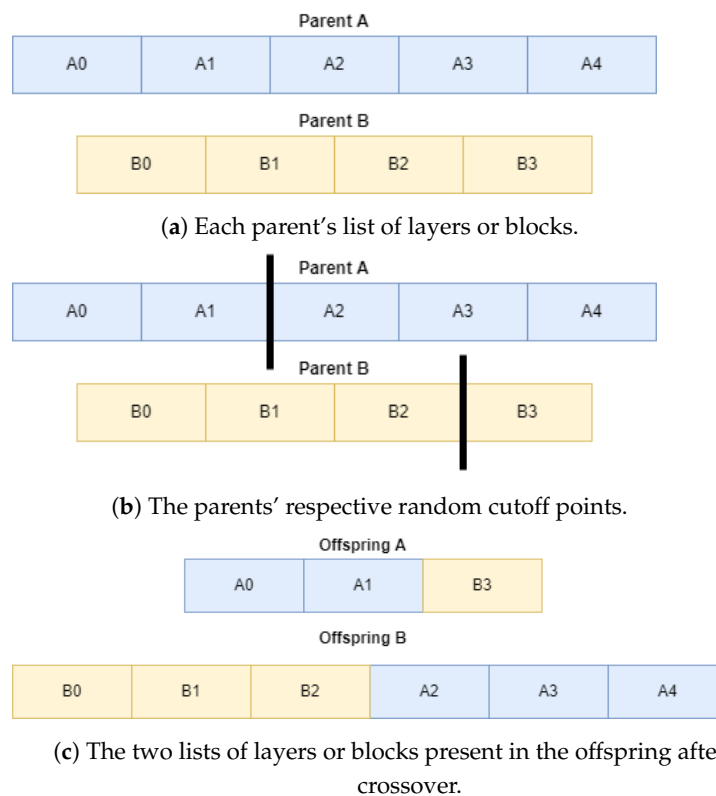 Parent A
A0 A1 A2 A3 A4
Parent B
B0 B1 B2 B3
(a) Each parent's list of layers or blocks.
Parent A
A0 A1 A2 A3 A4
Parent B
B0 B1 B2 B3
(b) The parents' respective random cutoff points.
Offspring A
A0 A1 B3
Offspring B
B0 B1 B2 A2 A3 A4
(c) The two lists of layers or blocks present in the offspring afte
crossover.